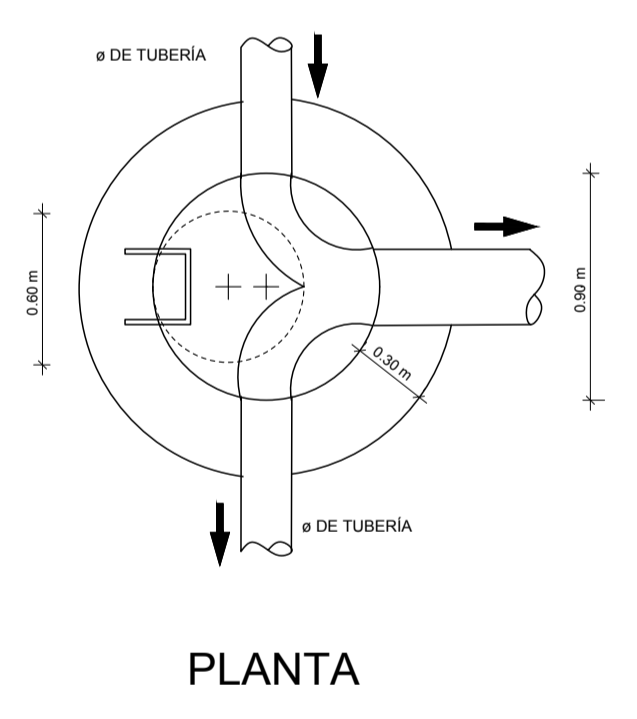 ø DE TUBERÍA
0.60 m
0.90 m
0.30 m
ø DE TUBERÍA
PLANTA